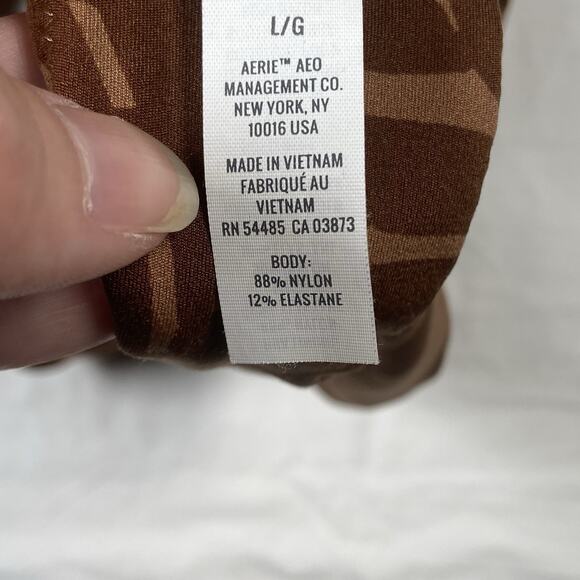 L/G
AERIE™ AEO
MANAGEMENT CO.
NEW YORK, NY
10016 USA
MADE IN VIETNAM
FABRIQUÉ AU
VIETNAM
RN 54485 CA 03873
BODY:
88% NYLON
12% ELASTANE